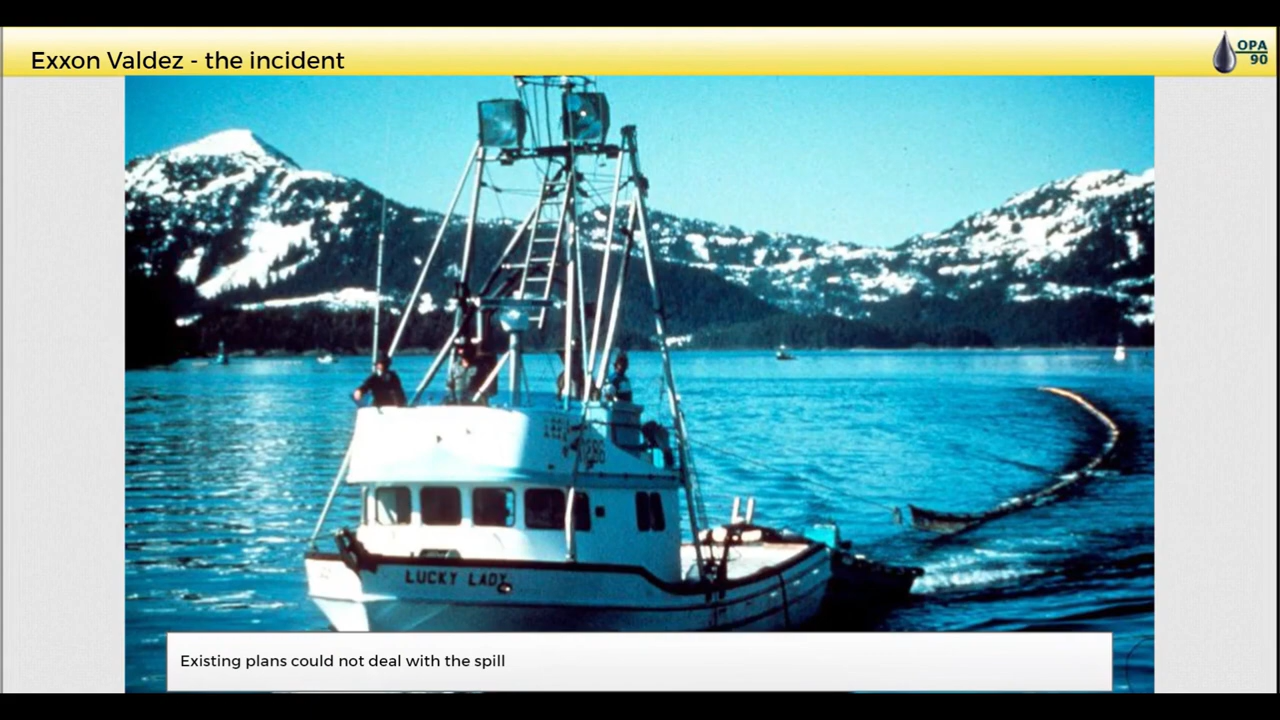 Exxon Valdez - the incident
OPA
90
LUCKY LADY
Existing plans could not deal with the spill